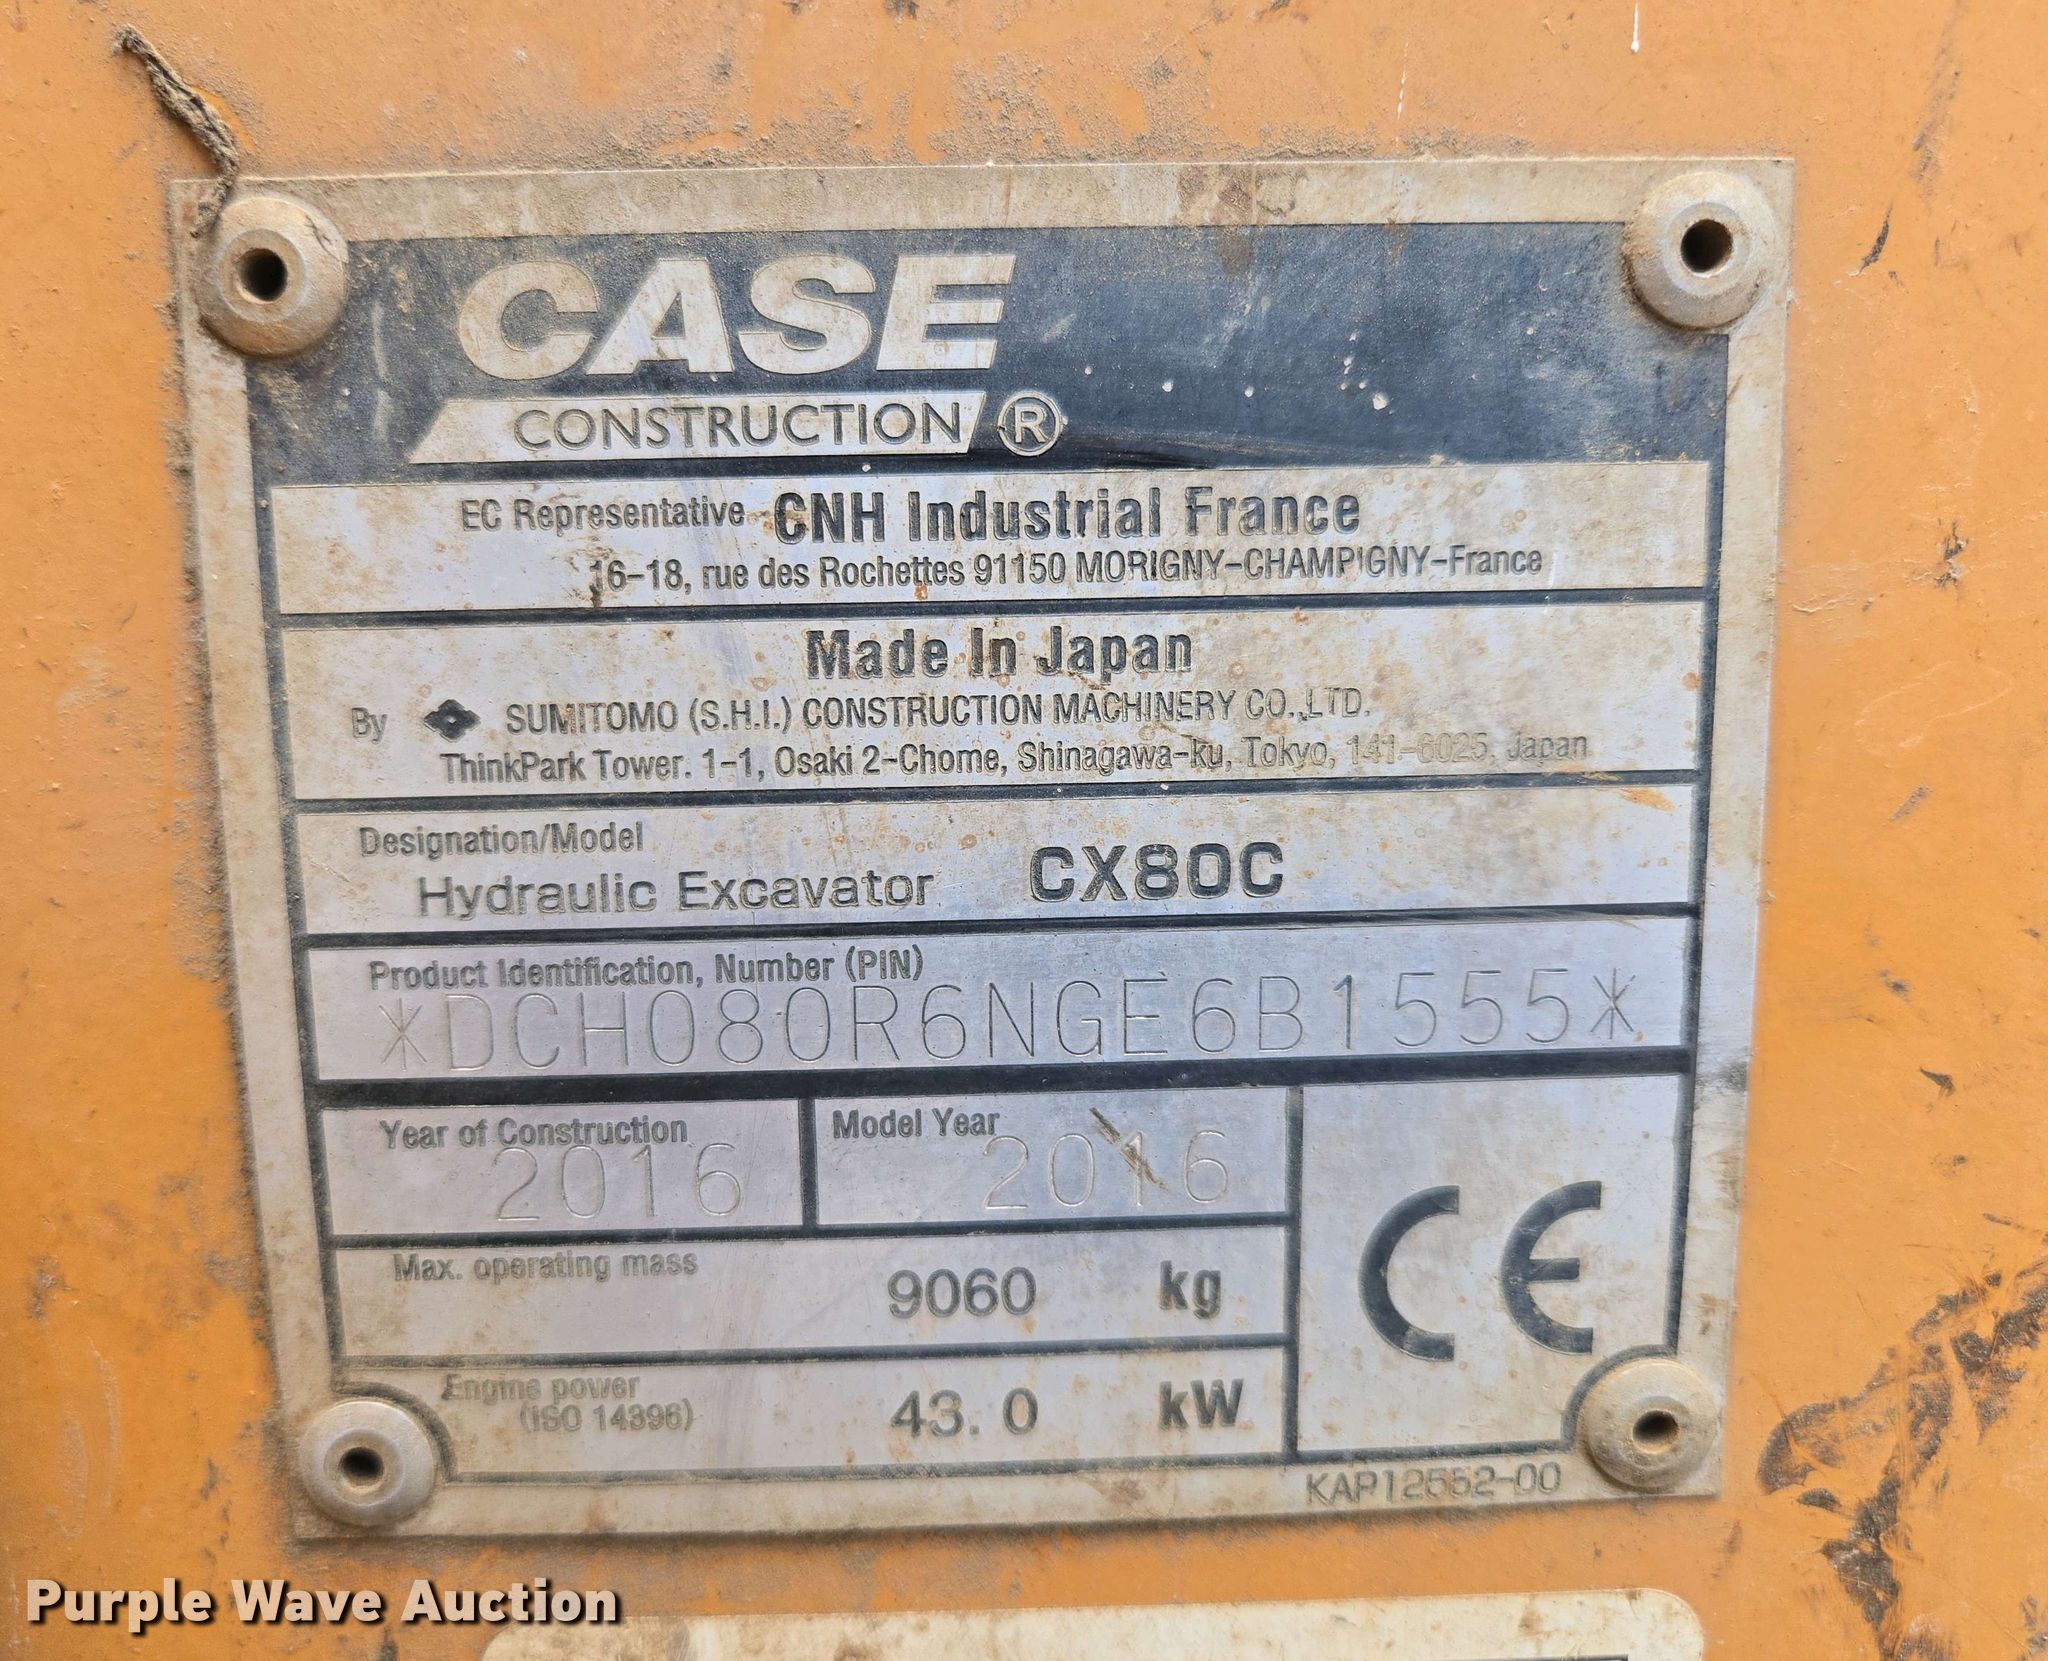 CASE
CONSTRUCTION ®
EC Representative CNH Industrial France
16-18, rue des Rochettes 91150 MORIGNY-CHAMPIGNY-France
Made In Japan
By SUMITOMO (S.H.I.) CONSTRUCTION MACHINERY CO.,LTD.
ThinkPark Tower. 1-1, Osaki 2-Chome, Shinagawa-ku, Tokyo, 141-6025, Japan
Designation/Model
Hydraulic Excavator CX80C
Product Identification, Number (PIN)
*DCH080R6NGE6B1555*
Year of Construction Model Year
2016 2016
Max. operating mass 9060 kg
Engine power
(ISO 14396) 43.0 kW
CE
KAP12552-00
Purple Wave Auction